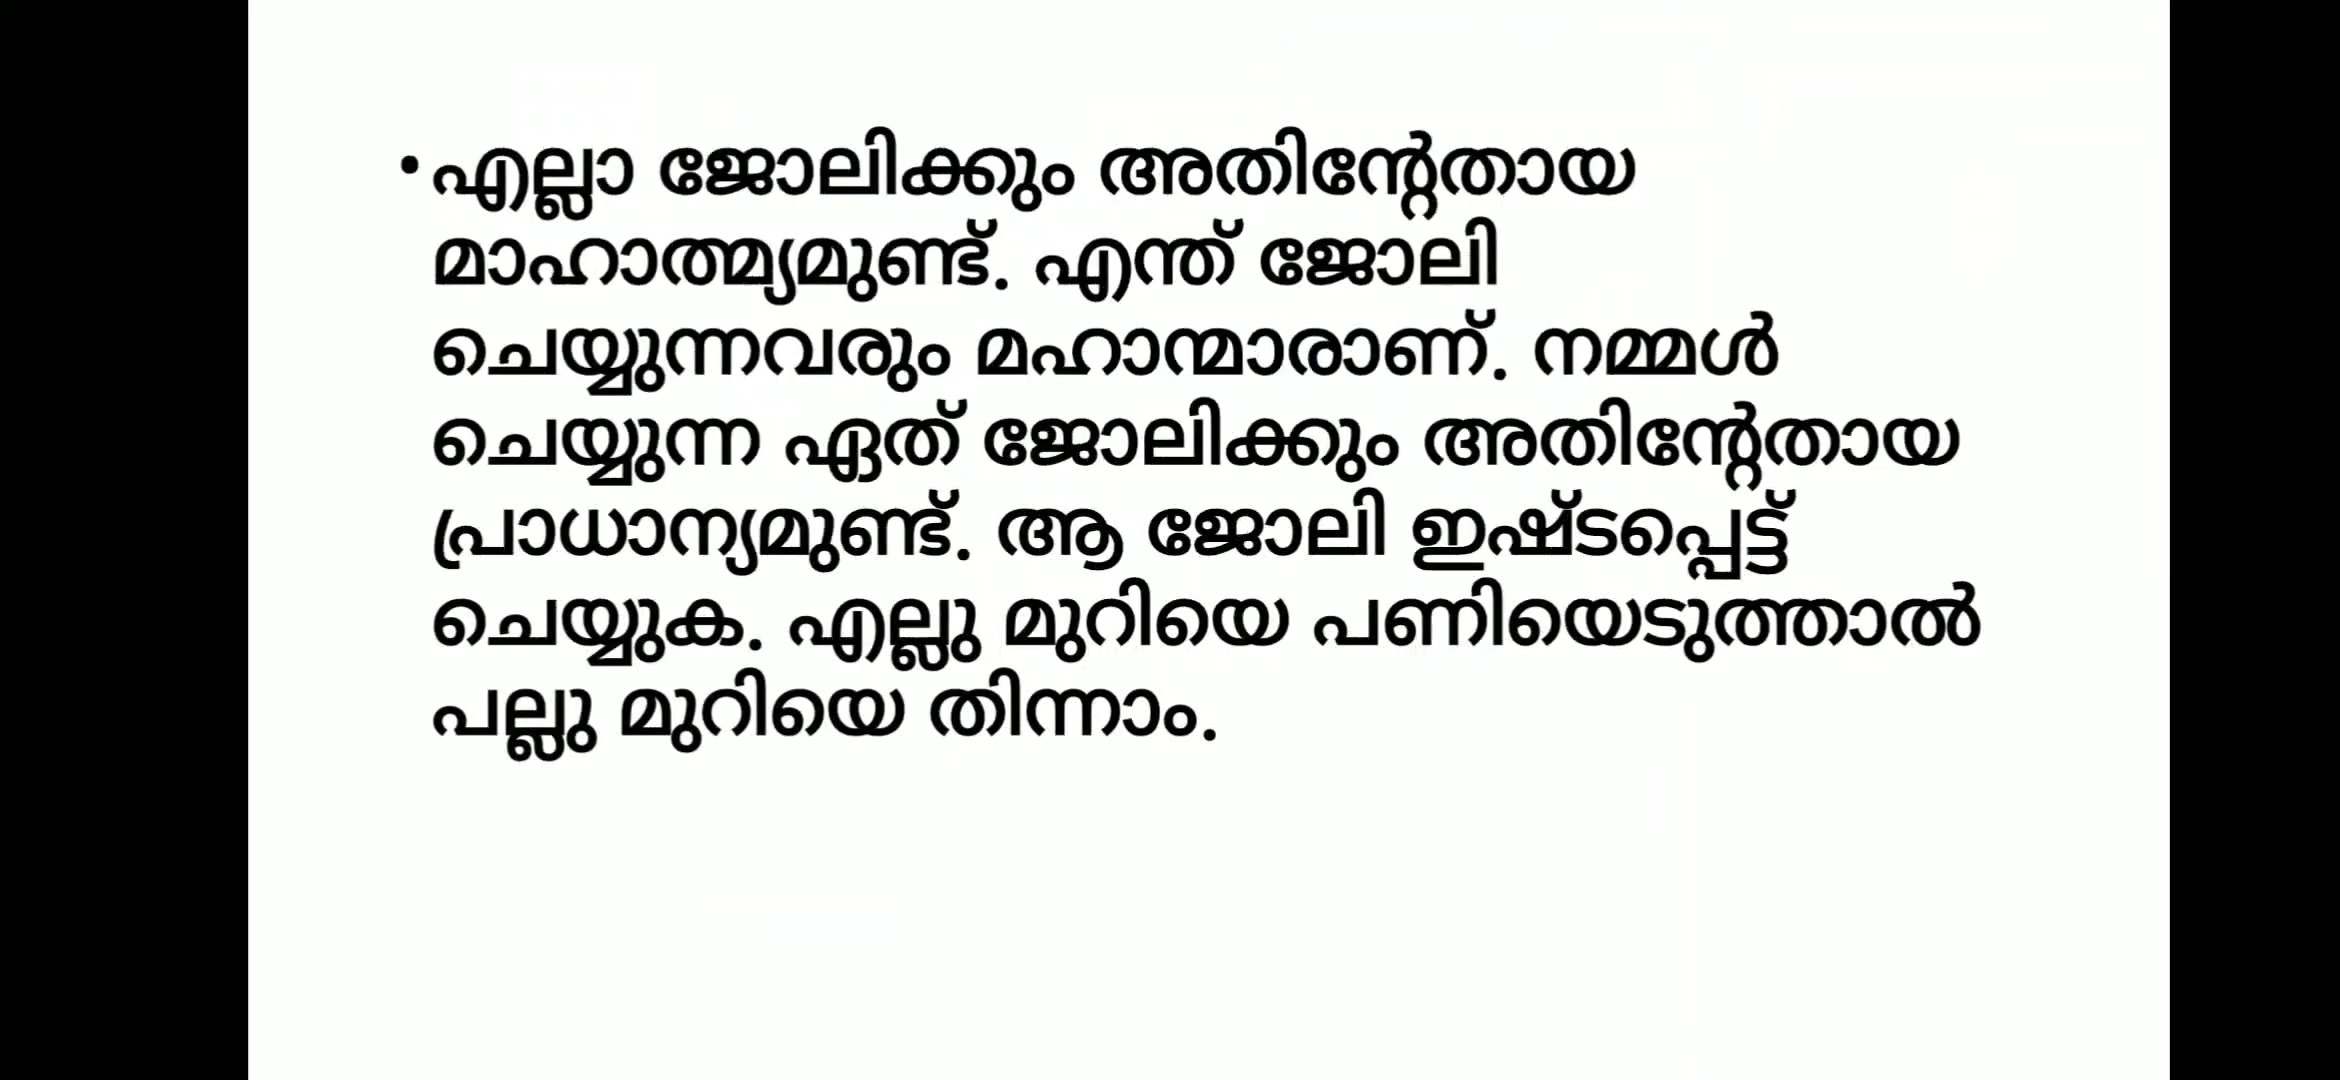 •എല്ലാ ജോലിക്കും അതിന്റേതായ
മാഹാത്മ്യമുണ്ട്. എന്ത് ജോലി
ചെയ്യുന്നവരും മഹാന്മാരാണ്. നമ്മൾ
ചെയ്യുന്ന ഏത് ജോലിക്കും അതിന്റേതായ
പ്രാധാന്യമുണ്ട്. ആ ജോലി ഇഷ്ടപ്പെട്ട്
ചെയ്യുക. എല്ലു മുറിയെ പണിയെടുത്താൽ
പല്ലു മുറിയെ തിന്നാം.